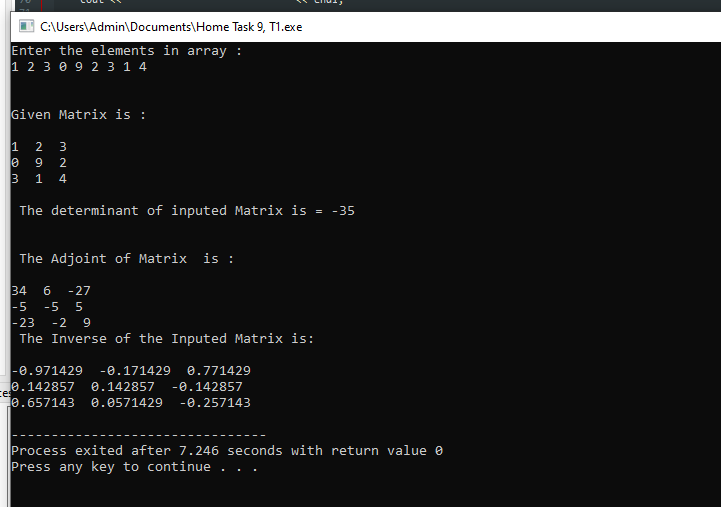 cout <<                      << endl;
C:\Users\Admin\Documents\Home Task 9, T1.exe
Enter the elements in array :
1 2 3 0 9 2 3 1 4
Given Matrix is :
1  2  3
0  9  2
3  1  4
The determinant of inputed Matrix is = -35
The Adjoint of Matrix  is :
34  6  -27
-5  -5  5
-23  -2  9
The Inverse of the Inputed Matrix is:
-0.971429  -0.171429  0.771429
0.142857  0.142857  -0.142857
0.657143  0.0571429  -0.257143
--------------------------------
Process exited after 7.246 seconds with return value 0
Press any key to continue . . .